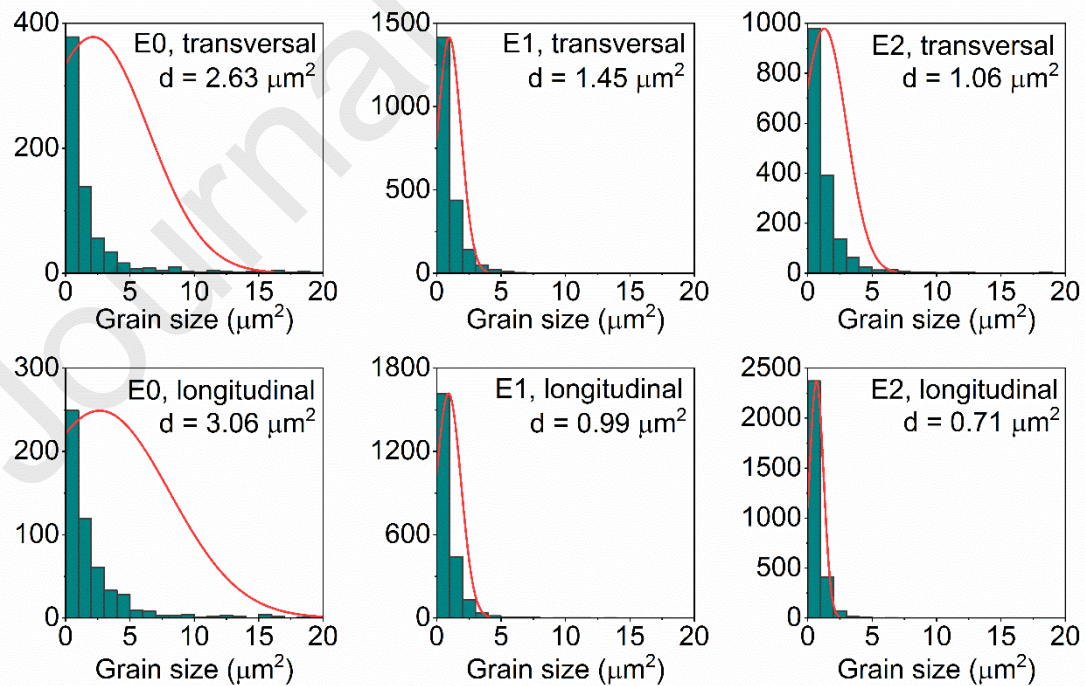 Journal
400
200
0
E0, transversal
d = 2.63 μm²
0 5 10 15 20
Grain size (μm²)
1500
1000
500
0
E1, transversal
d = 1.45 μm²
0 5 10 15 20
Grain size (μm²)
1000
800
600
400
200
0
E2, transversal
d = 1.06 μm²
0 5 10 15 20
Grain size (μm²)
300
200
100
0
E0, longitudinal
d = 3.06 μm²
0 5 10 15 20
Grain size (μm²)
1800
1200
600
0
E1, longitudinal
d = 0.99 μm²
0 5 10 15 20
Grain size (μm²)
2500
2000
1500
1000
500
0
E2, longitudinal
d = 0.71 μm²
0 5 10 15 20
Grain size (μm²)